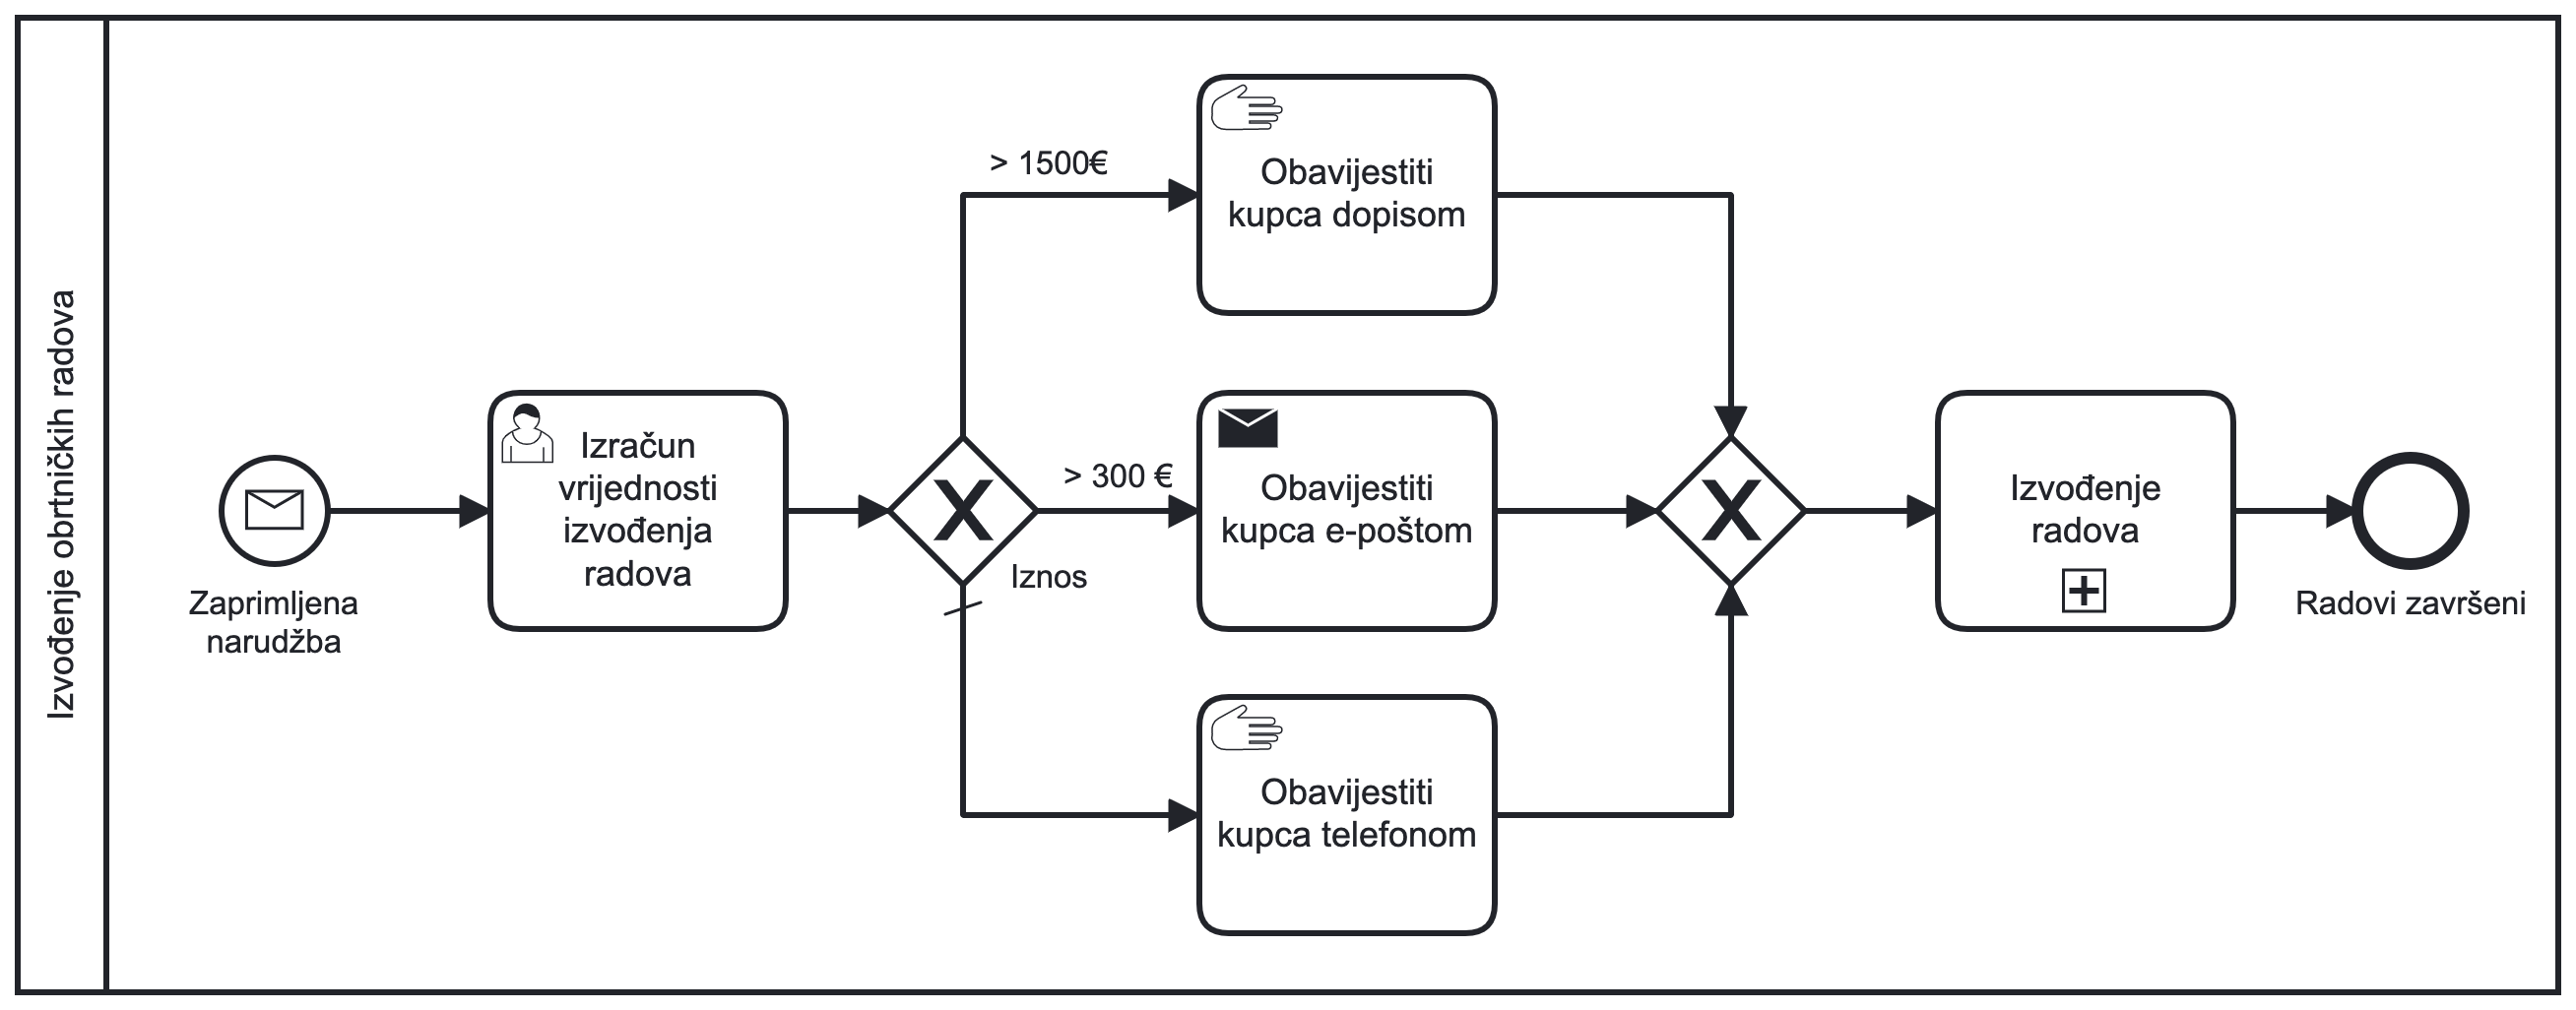 Izvođenje obrtničkih radova
Zaprimljena
narudžba
Izračun
vrijednosti
izvođenja
radova
Iznos
> 1500€
Obavijestiti
kupca dopisom
> 300 €
Obavijestiti
kupca e-poštom
Obavijestiti
kupca telefonom
Izvođenje
radova
Radovi završeni